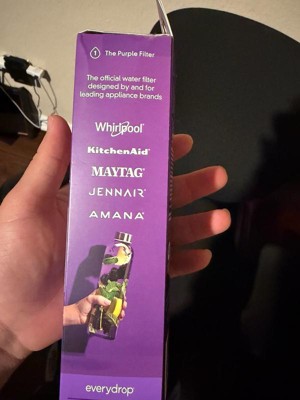 1 The Purple Filter
The official water filter
designed by and for
leading appliance brands
Whirlpool
KitchenAid
MAYTAG
JENNAIR
AMANA
everydrop